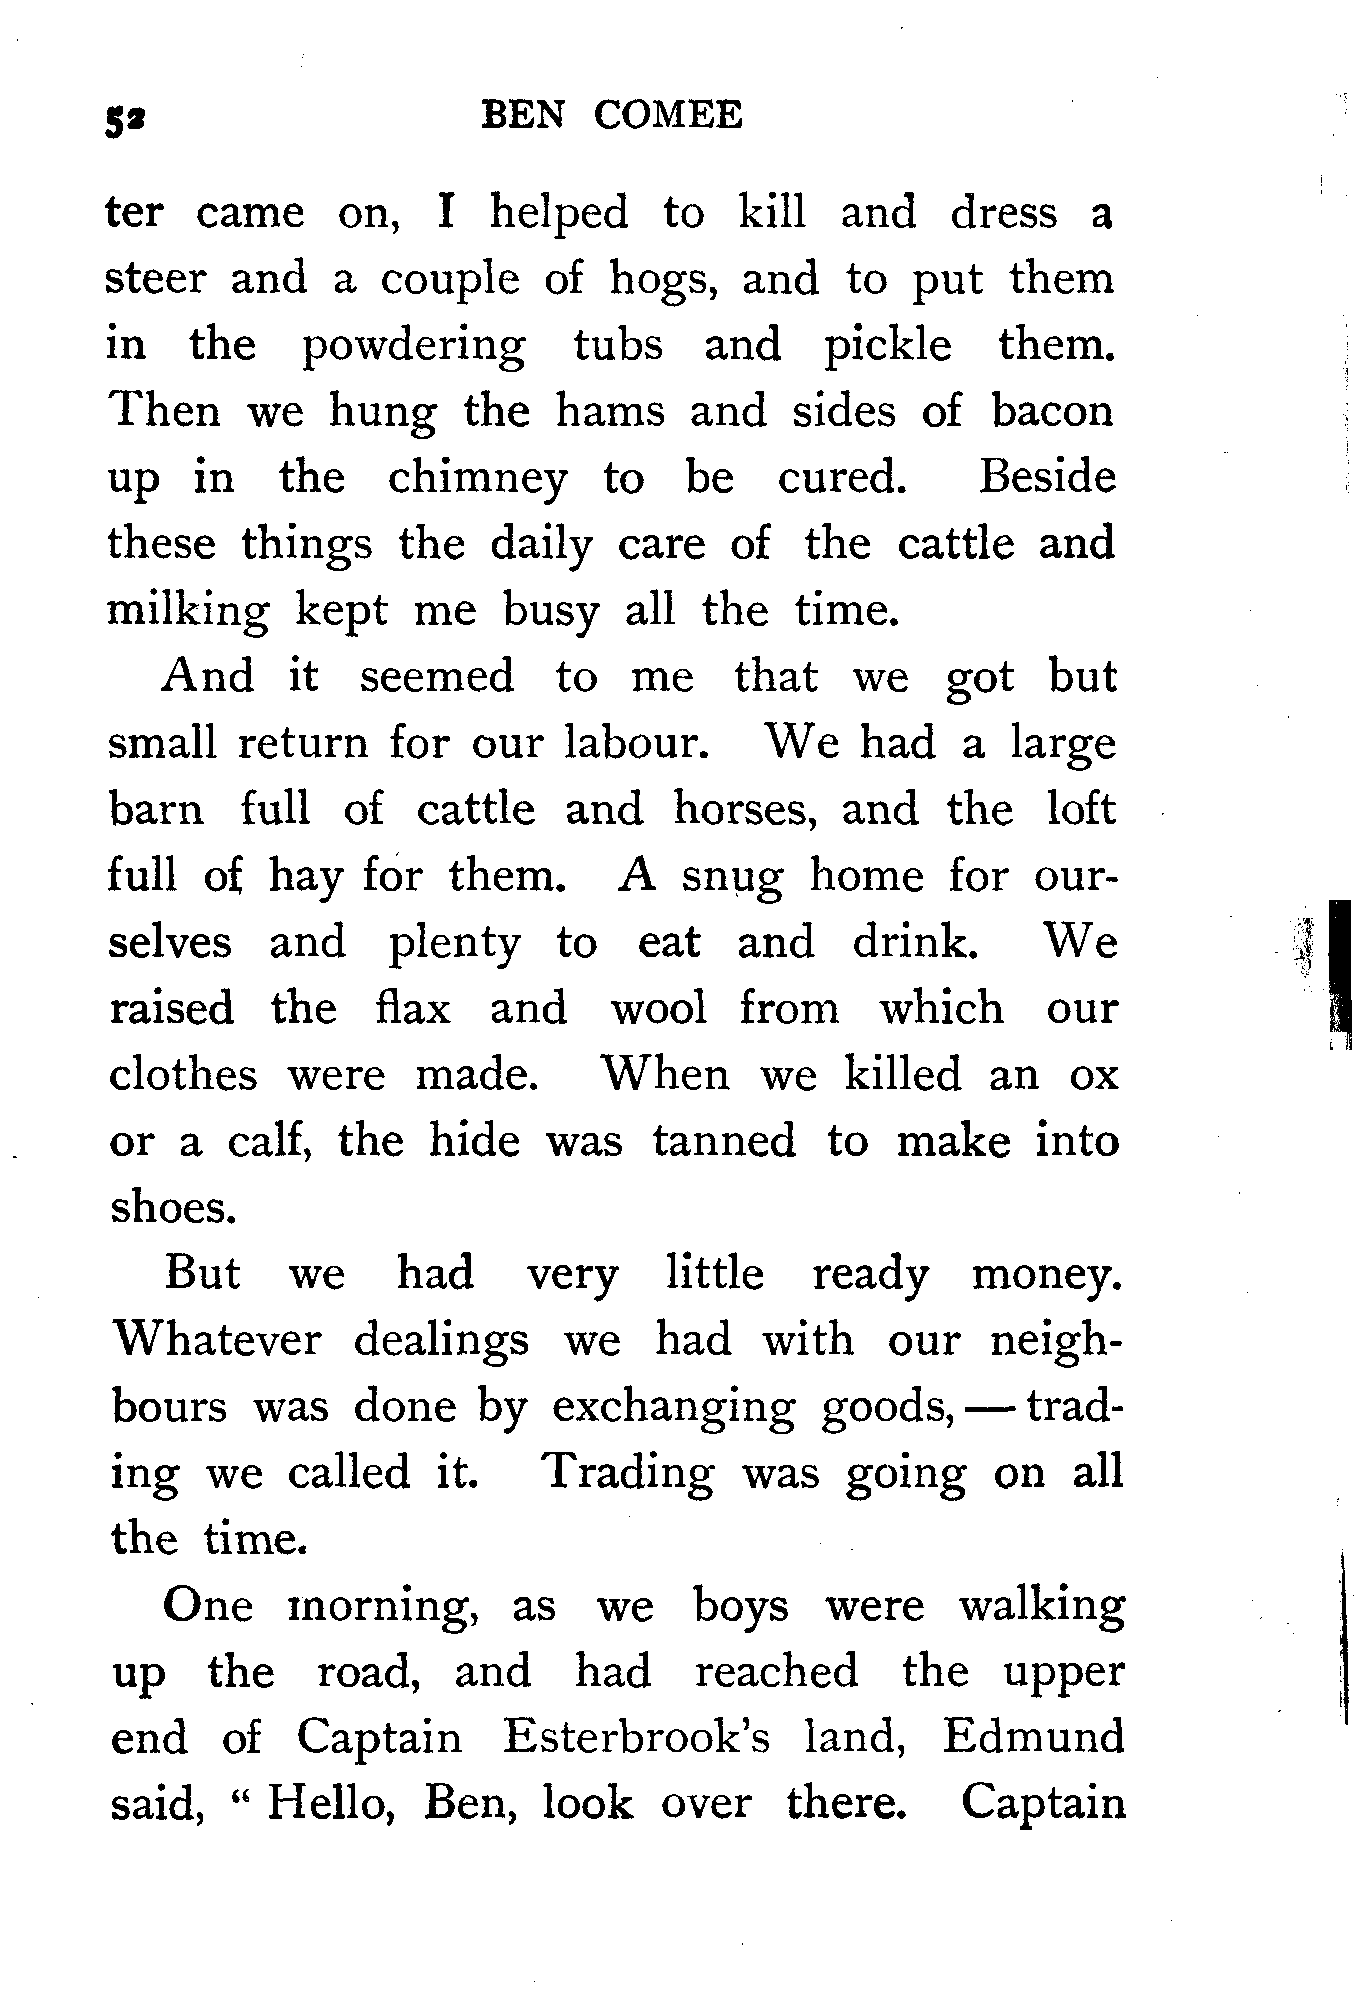 52 BEN COMEE
ter came on, I helped to kill and dress a
steer and a couple of hogs, and to put them
in the powdering tubs and pickle them.
Then we hung the hams and sides of bacon
up in the chimney to be cured. Beside
these things the daily care of the cattle and
milking kept me busy all the time.
And it seemed to me that we got but
small return for our labour. We had a large
barn full of cattle and horses, and the loft
full of hay for them. A snug home for our-
selves and plenty to eat and drink. We
raised the flax and wool from which our
clothes were made. When we killed an ox
or a calf, the hide was tanned to make into
shoes.
But we had very little ready money.
Whatever dealings we had with our neigh-
bours was done by exchanging goods, — trad-
ing we called it. Trading was going on all
the time.
One morning, as we boys were walking
up the road, and had reached the upper
end of Captain Esterbrook's land, Edmund
said, “ Hello, Ben, look over there. Captain